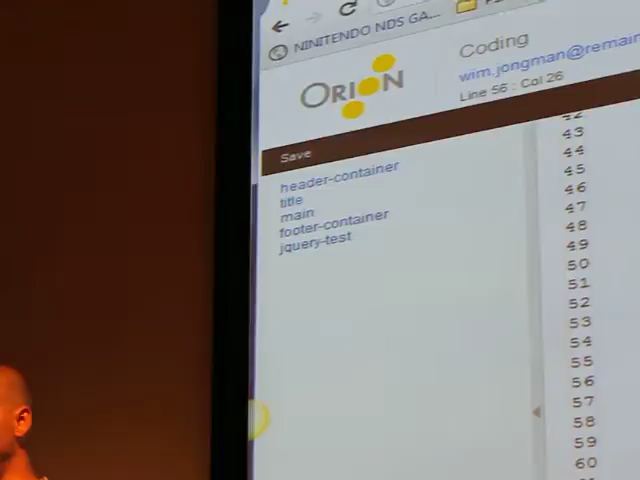 NINITENDO NDS GA...
ORION
Coding
wim.jongman@remain
Line 56 : Col 26
Save
header-container
title
main
footer-container
jquery-test
42
43
44
45
46
47
48
49
50
51
52
53
54
55
56
57
58
59
60